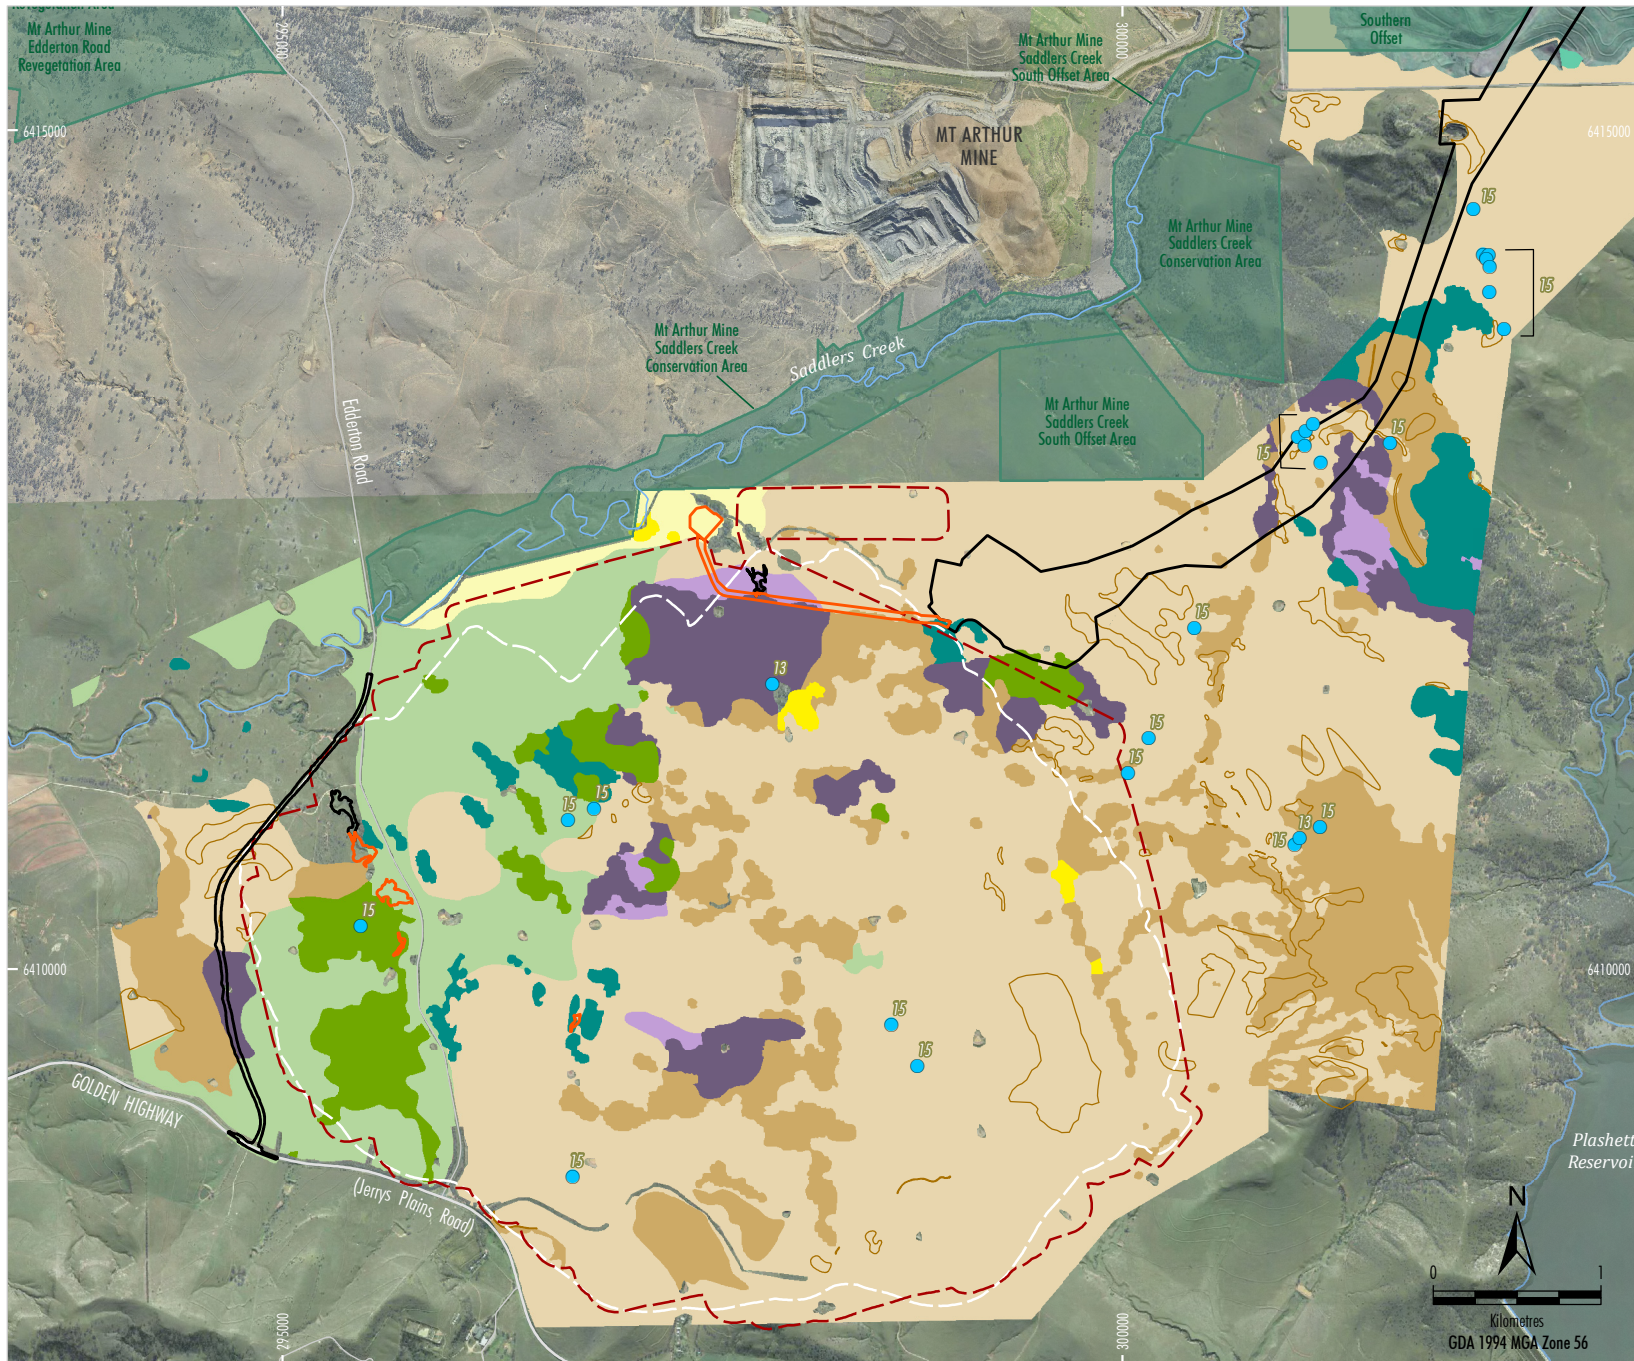 Mt Arthur Mine
Edderton Road
Revegetation Area
295000
Mt Arthur Mine
Saddlers Creek
South Offset Area
300000
Southern
Offset
6415000
MT ARTHUR
MINE
6415000
15
Mt Arthur Mine
Saddlers Creek
Conservation Area
15
Mt Arthur Mine
Saddlers Creek
Conservation Area
Saddlers Creek
Edderton Road
Mt Arthur Mine
Saddlers Creek
South Offset Area
15
15
15
13
15
15
15
15
15
13
15
15
6410000
6410000
15
15
GOLDEN HIGHWAY
(Jerrys Plains Road)
15
Plashett
Reservoi
N
0
1
Kilometres
GDA 1994 MGA Zone 56
295000
300000